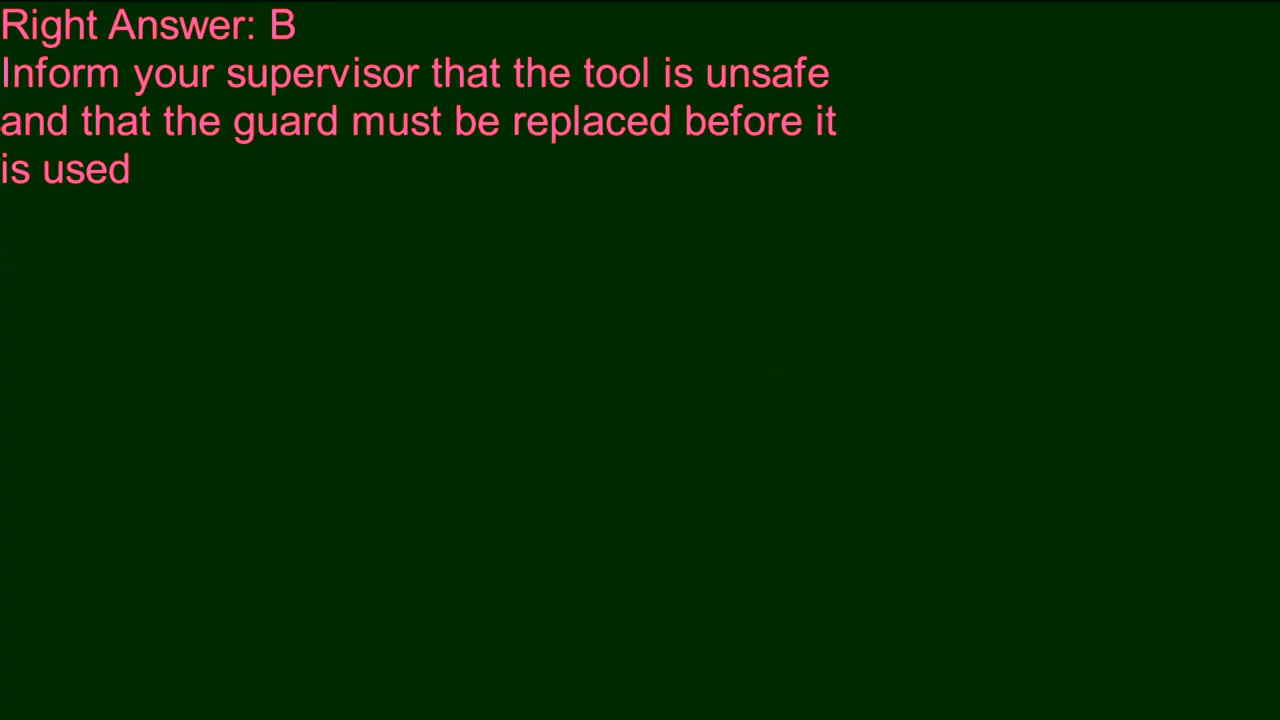 Right Answer: B
Inform your supervisor that the tool is unsafe
and that the guard must be replaced before it
is used